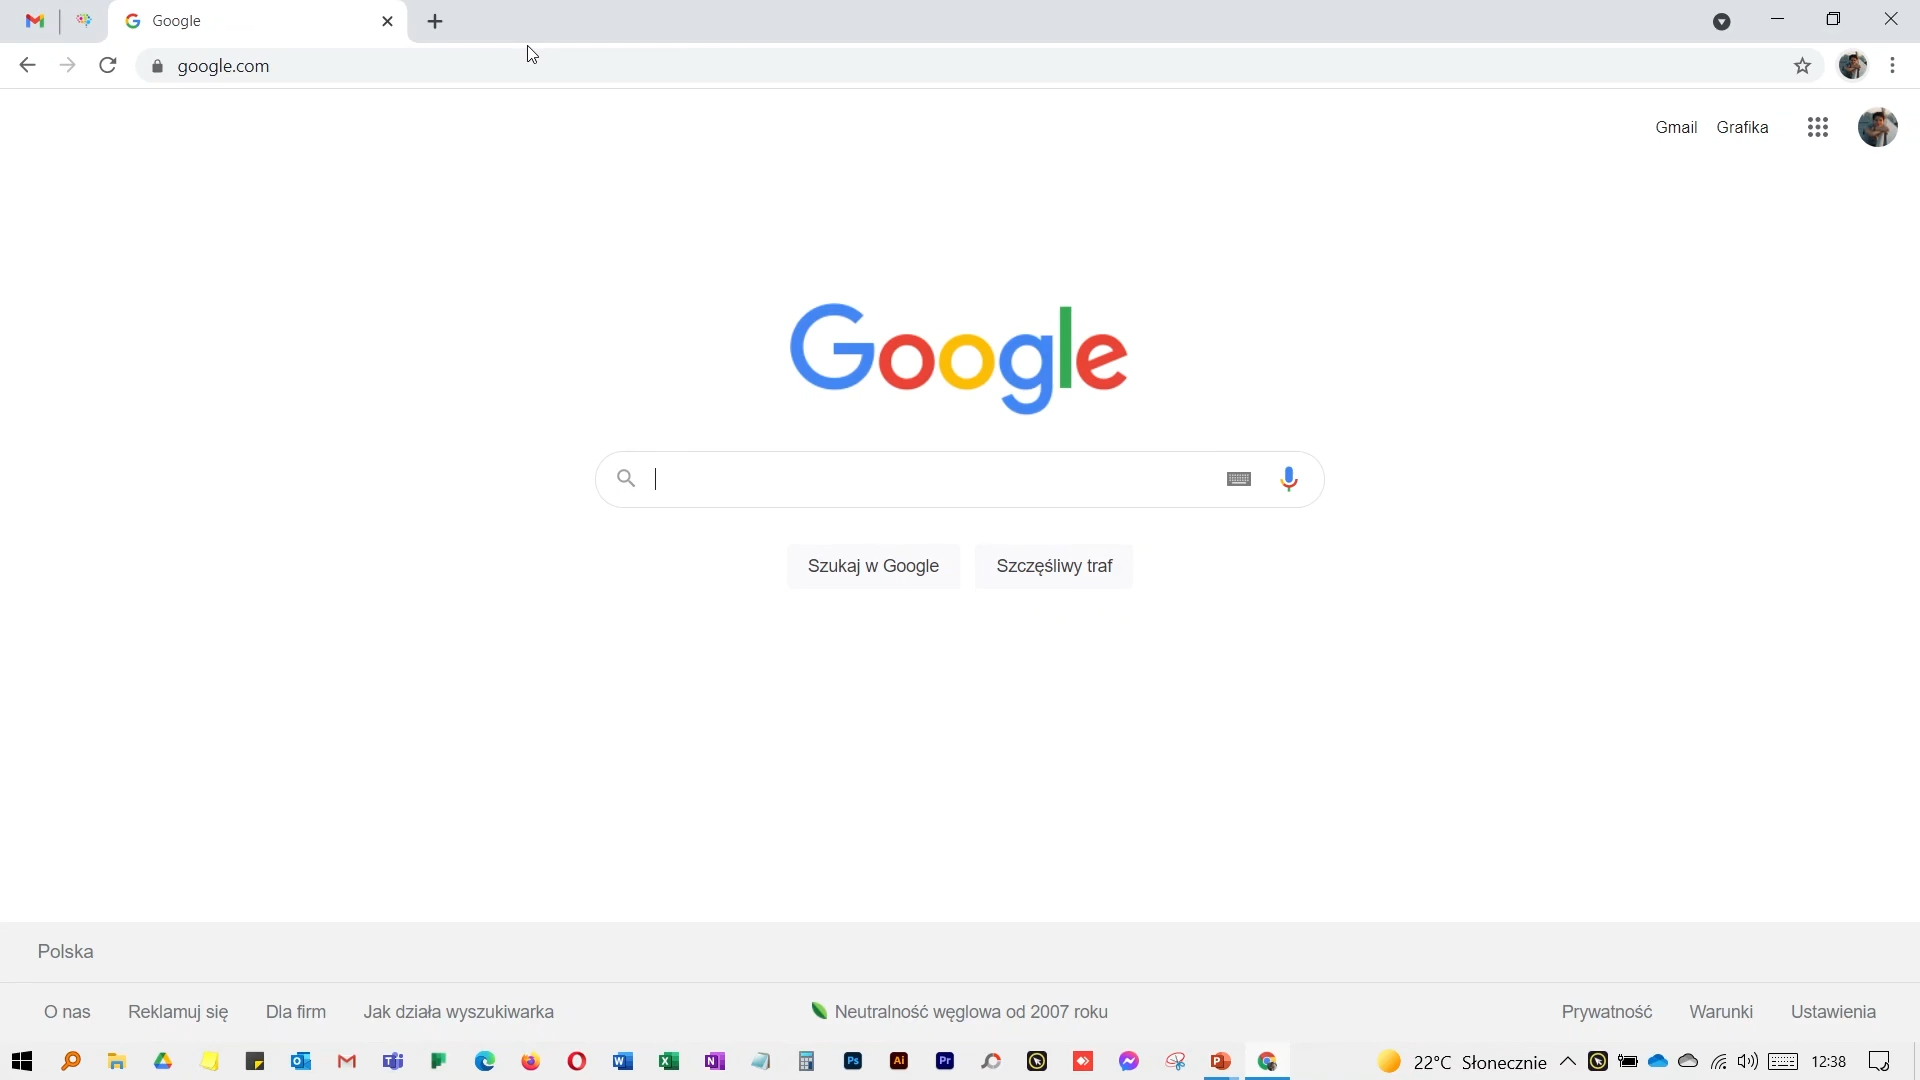 Google
google.com
Gmail Grafika
Google
Szukaj w Google Szczęśliwy traf
Polska
O nas Reklamuj się Dla firm Jak działa wyszukiwarka Neutralność węglowa od 2007 roku Prywatność Warunki Ustawienia
22°C Słonecznie 12:38